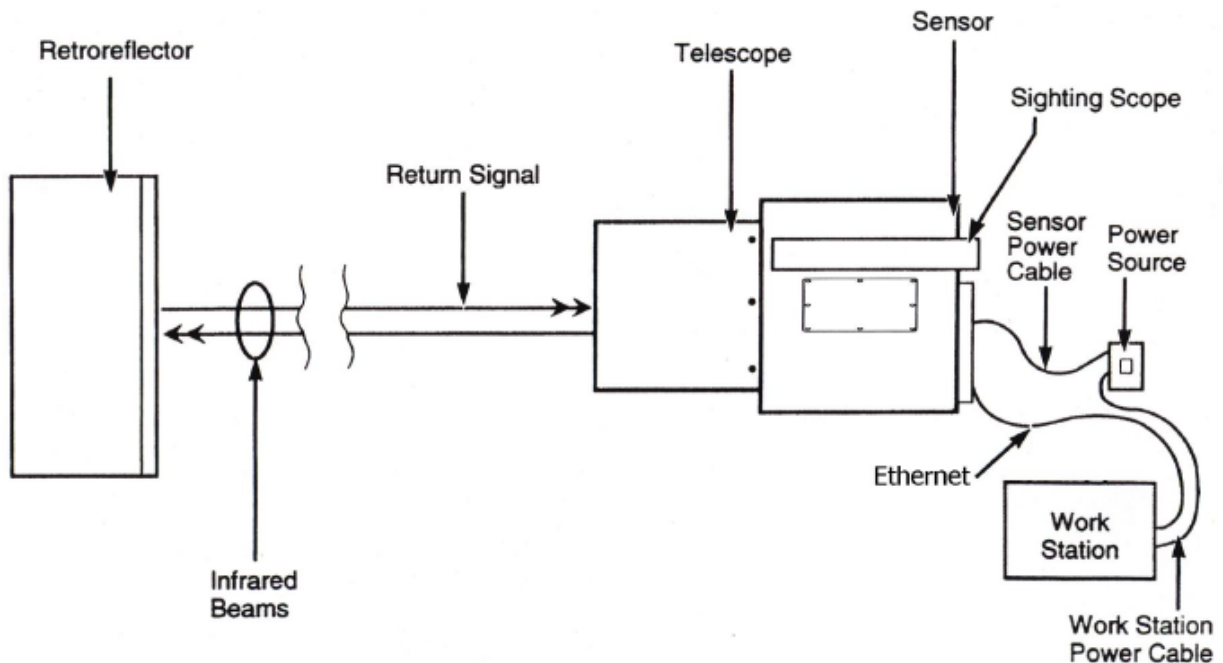 Sensor
Retroreflector
Telescope
Sighting Scope
Return Signal
Sensor
Power
Cable
Power
Source
Ethernet
Work
Station
Infrared
Beams
Work Station
Power Cable